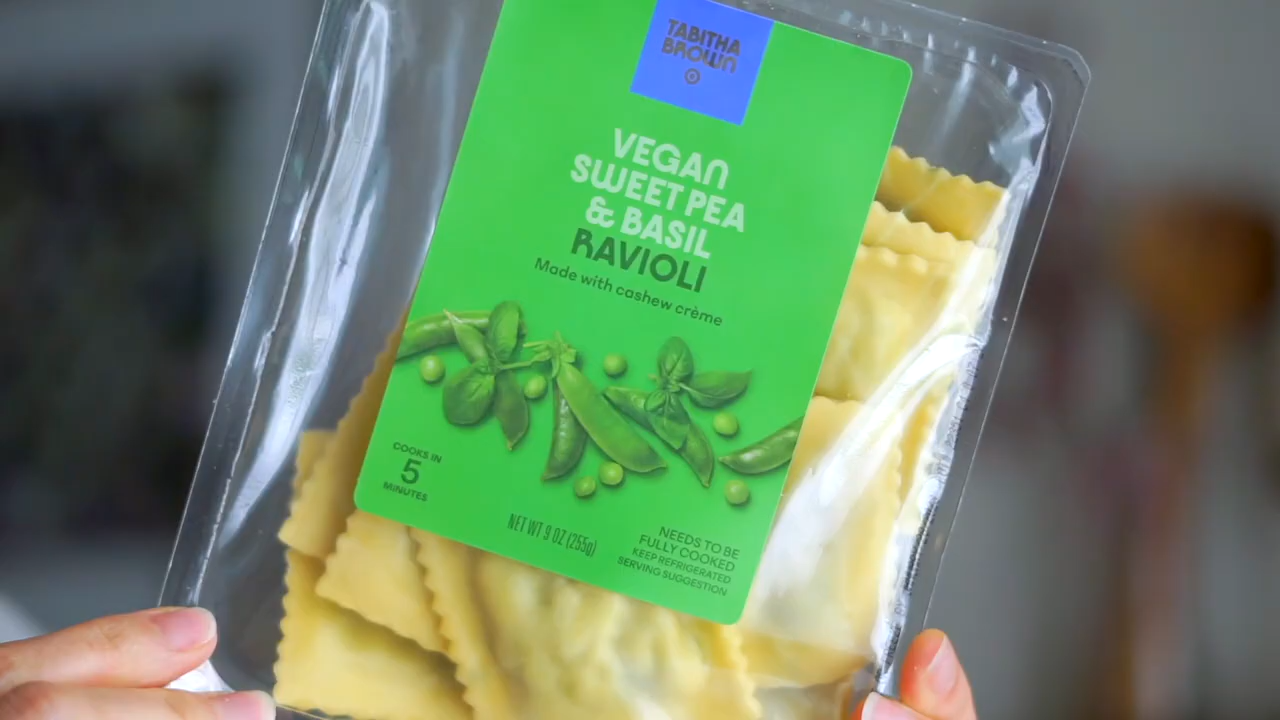 TABITHA
BROWN
VEGAN
SWEET PEA
& BASIL
RAVIOLI
Made with cashew crème
COOKS IN
5
MINUTES
NET WT 9 OZ (255g)
NEEDS TO BE
FULLY COOKED
KEEP REFRIGERATED
SERVING SUGGESTION